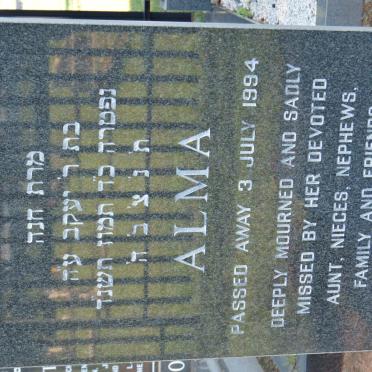 מרת חנה
בת ר' יעקב ע"ה
נפטרה כ"ד תמוז תשנ"ד
ת נ צ ב ה
ALMA
PASSED AWAY 3 JULY 1994
DEEPLY MOURNED AND SADLY
MISSED BY HER DEVOTED
AUNT, NIECES, NEPHEWS,
FAMILY AND FRIENDS